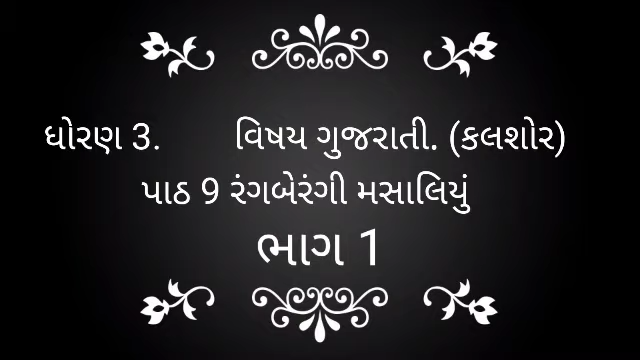 ધોરણ 3. વિષય ગુજરાતી. (કલશોર)
પાઠ 9 રંગબેરંગી મસાલિયું
ભાગ 1